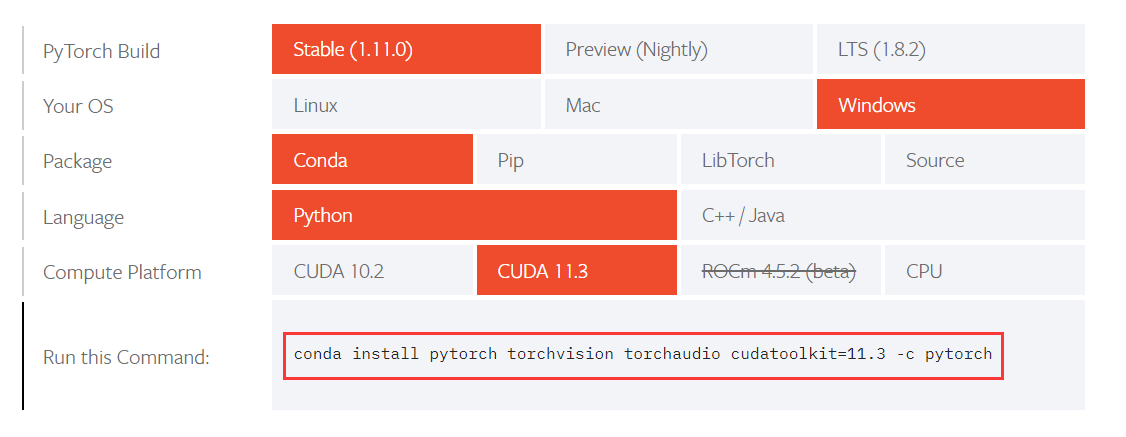 PyTorch Build Stable (1.11.0) Preview (Nightly) LTS (1.8.2)
Your OS Linux Mac Windows
Package Conda Pip LibTorch Source
Language Python C++ / Java
Compute Platform CUDA 10.2 CUDA 11.3 ROCm 4.5.2 (beta) CPU
Run this Command: conda install pytorch torchvision torchaudio cudatoolkit=11.3 -c pytorch